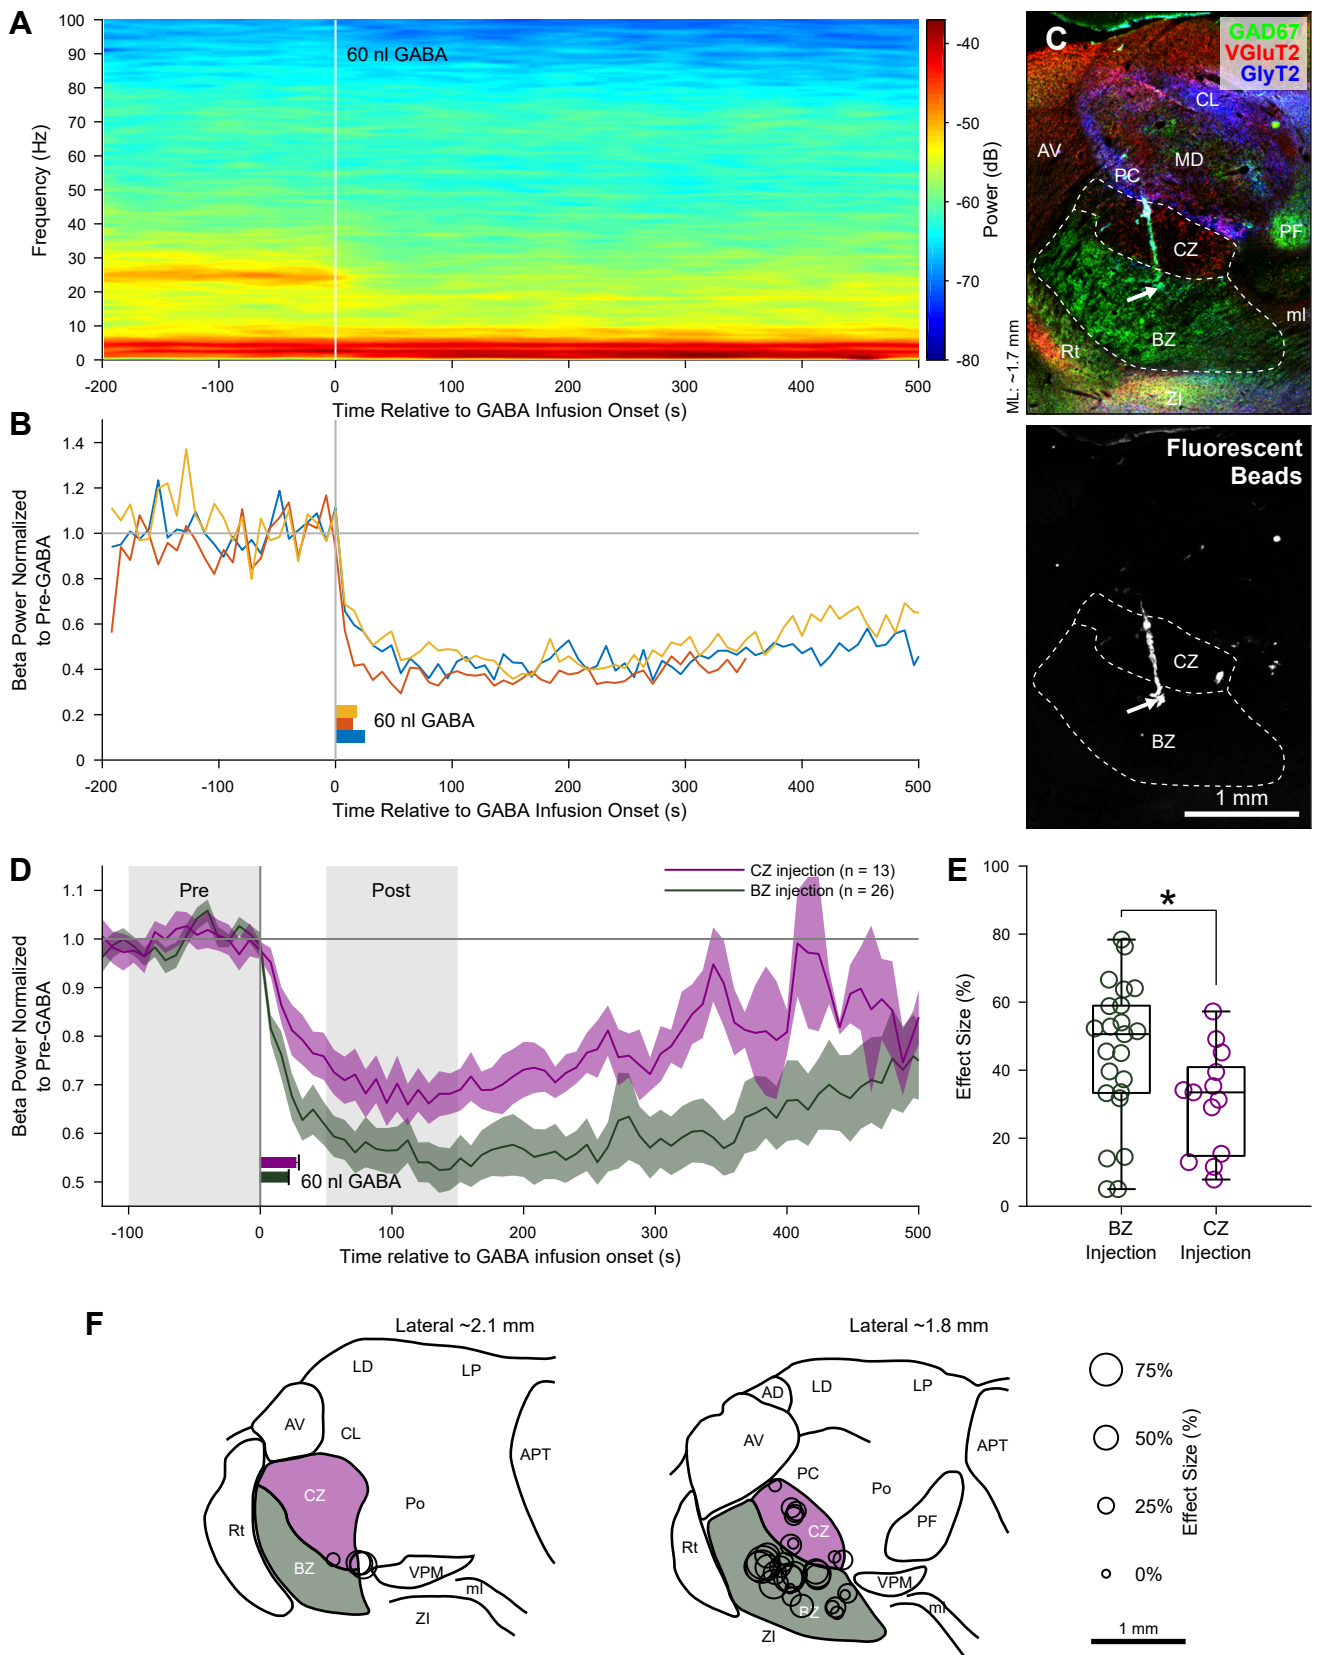 A
100
90
80
70
60
50
40
30
20
10
0
Frequency (Hz)
60 nl GABA
-200
-100
0
100
200
300
400
500
Time Relative to GABA Infusion Onset (s)
-40
-50
-60
-70
-80
Power (dB)
C
GAD67
VGluT2
GlyT2
CL
AV
MD
PC
PF
CZ
ml
BZ
Rt
ZI
ML: ~1.7 mm
Fluorescent
Beads
CZ
BZ
1 mm
B
1.4
1.2
1.0
0.8
0.6
0.4
0.2
0
Beta Power Normalized
to Pre-GABA
60 nl GABA
-200
-100
0
100
200
300
400
500
Time Relative to GABA Infusion Onset (s)
D
1.1
1.0
0.9
0.8
0.7
0.6
0.5
Beta Power Normalized
to Pre-GABA
Pre
Post
CZ injection (n = 13)
BZ injection (n = 26)
60 nl GABA
-100
0
100
200
300
400
500
Time relative to GABA infusion onset (s)
E
100
80
60
40
20
0
Effect Size (%)
*
BZ
Injection
CZ
Injection
F
Lateral ~2.1 mm
LD
LP
AV
CL
APT
CZ
Po
Rt
BZ
VPM
ml
ZI
Lateral ~1.8 mm
AD
LD
LP
AV
APT
PC
Po
CZ
PF
Rt
VPM
BZ
ml
ZI
75%
50%
25%
0%
Effect Size (%)
1 mm